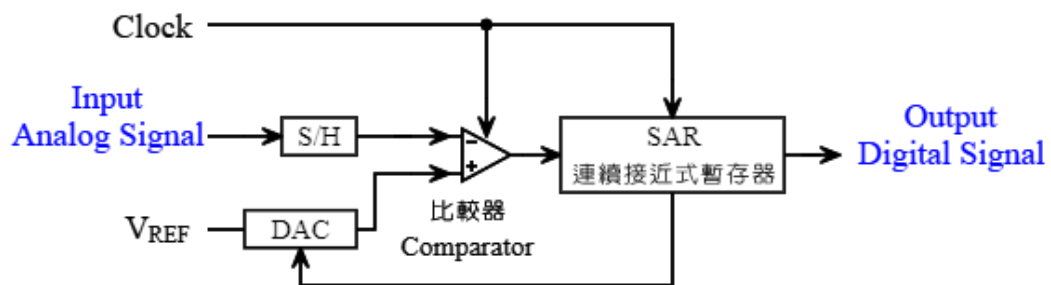 Clock
Input
Analog Signal
S/H
−
+
SAR
連續接近式暫存器
Output
Digital Signal
VREF
DAC
比較器
Comparator